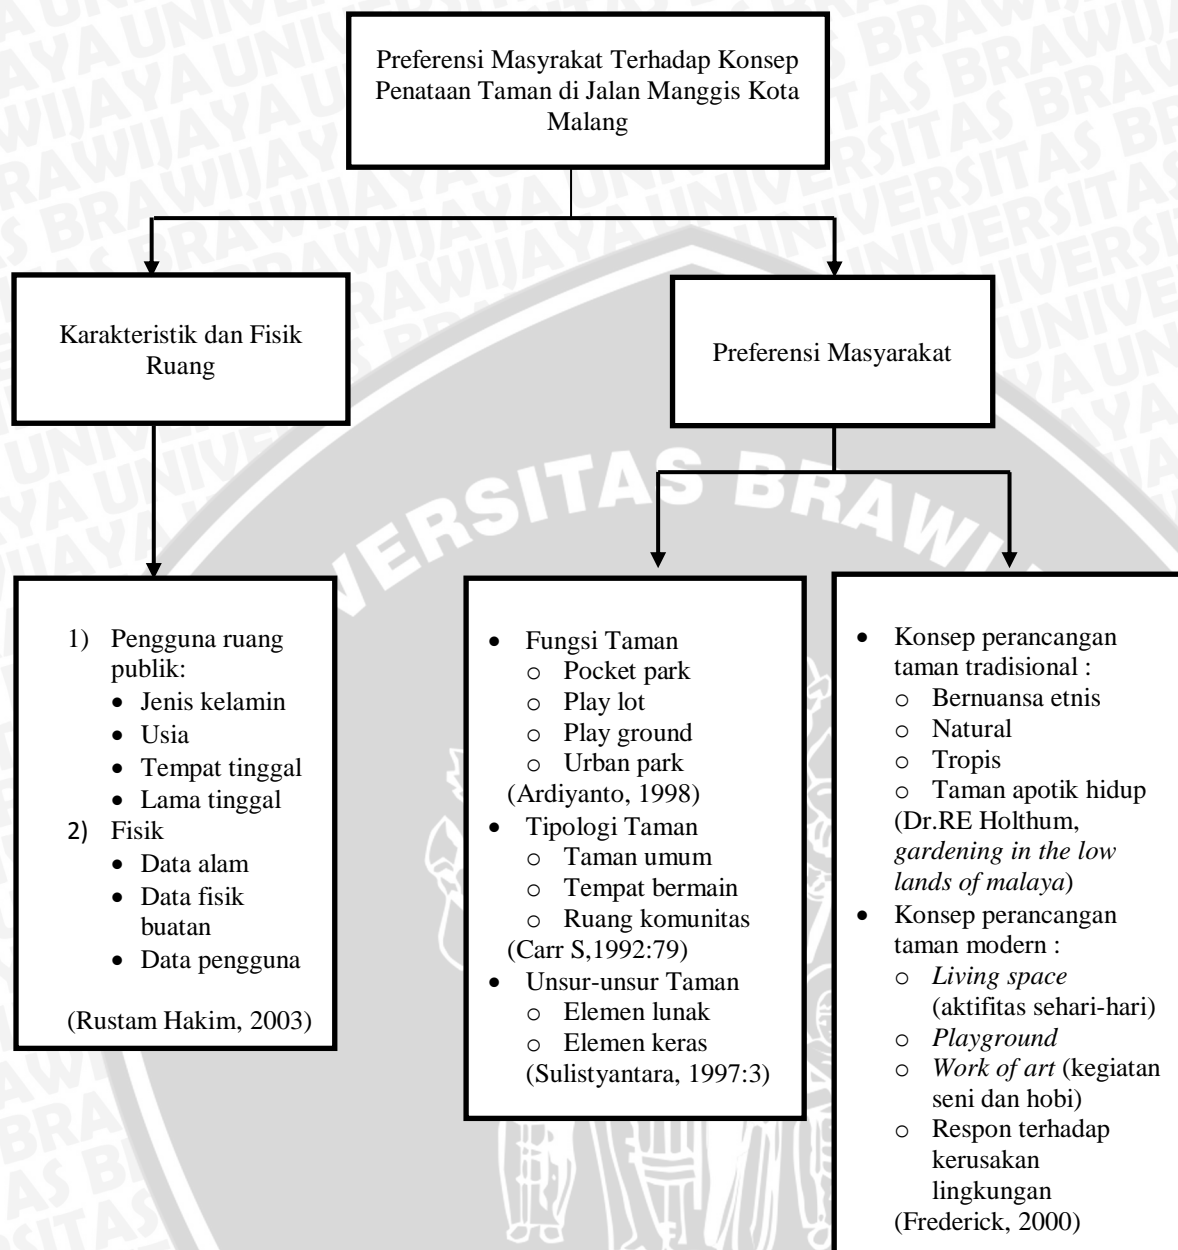 Preferensi Masyrakat Terhadap Konsep
Penataan Taman di Jalan Manggis Kota
Malang
Karakteristik dan Fisik
Ruang
Preferensi Masyarakat
1) Pengguna ruang
publik:
• Jenis kelamin
• Usia
• Tempat tinggal
• Lama tinggal
2) Fisik
• Data alam
• Data fisik
buatan
• Data pengguna
(Rustam Hakim, 2003)
• Fungsi Taman
o Pocket park
o Play lot
o Play ground
o Urban park
(Ardiyanto, 1998)
• Tipologi Taman
o Taman umum
o Tempat bermain
o Ruang komunitas
(Carr S,1992:79)
• Unsur-unsur Taman
o Elemen lunak
o Elemen keras
(Sulistyantara, 1997:3)
• Konsep perancangan
taman tradisional :
o Bernuansa etnis
o Natural
o Tropis
o Taman apotik hidup
(Dr.RE Holthum,
gardening in the low
lands of malaya)
• Konsep perancangan
taman modern :
o Living space
(aktifitas sehari-hari)
o Playground
o Work of art (kegiatan
seni dan hobi)
o Respon terhadap
kerusakan
lingkungan
(Frederick, 2000)